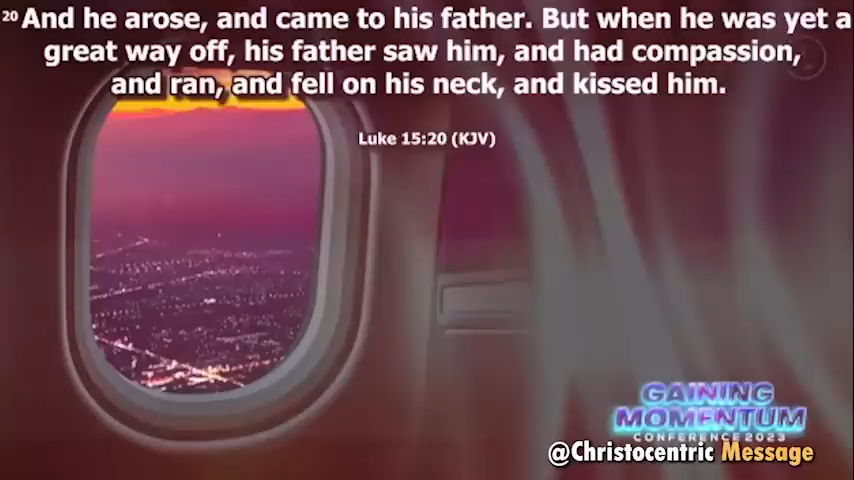 20 And he arose, and came to his father. But when he was yet a
great way off, his father saw him, and had compassion,
and ran, and fell on his neck, and kissed him.
Luke 15:20 (KJV)
GAINING
MOMENTUM
CONFERENCE 2023
@Christocentric Message